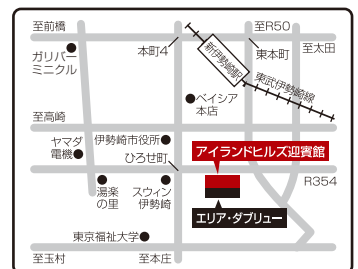 至前橋
至R50
ガリバー
ミニクル
本町4
新伊勢崎駅
東本町
至太田
東武伊勢崎線
ベイシア
本店
至高崎
ヤマダ
電機
伊勢崎市役所
ひろせ町
アイランドヒルズ迎賓館
R354
湯楽
の里
スウィン
伊勢崎
エリア・ダブリュー
東京福祉大学
至玉村
至本庄